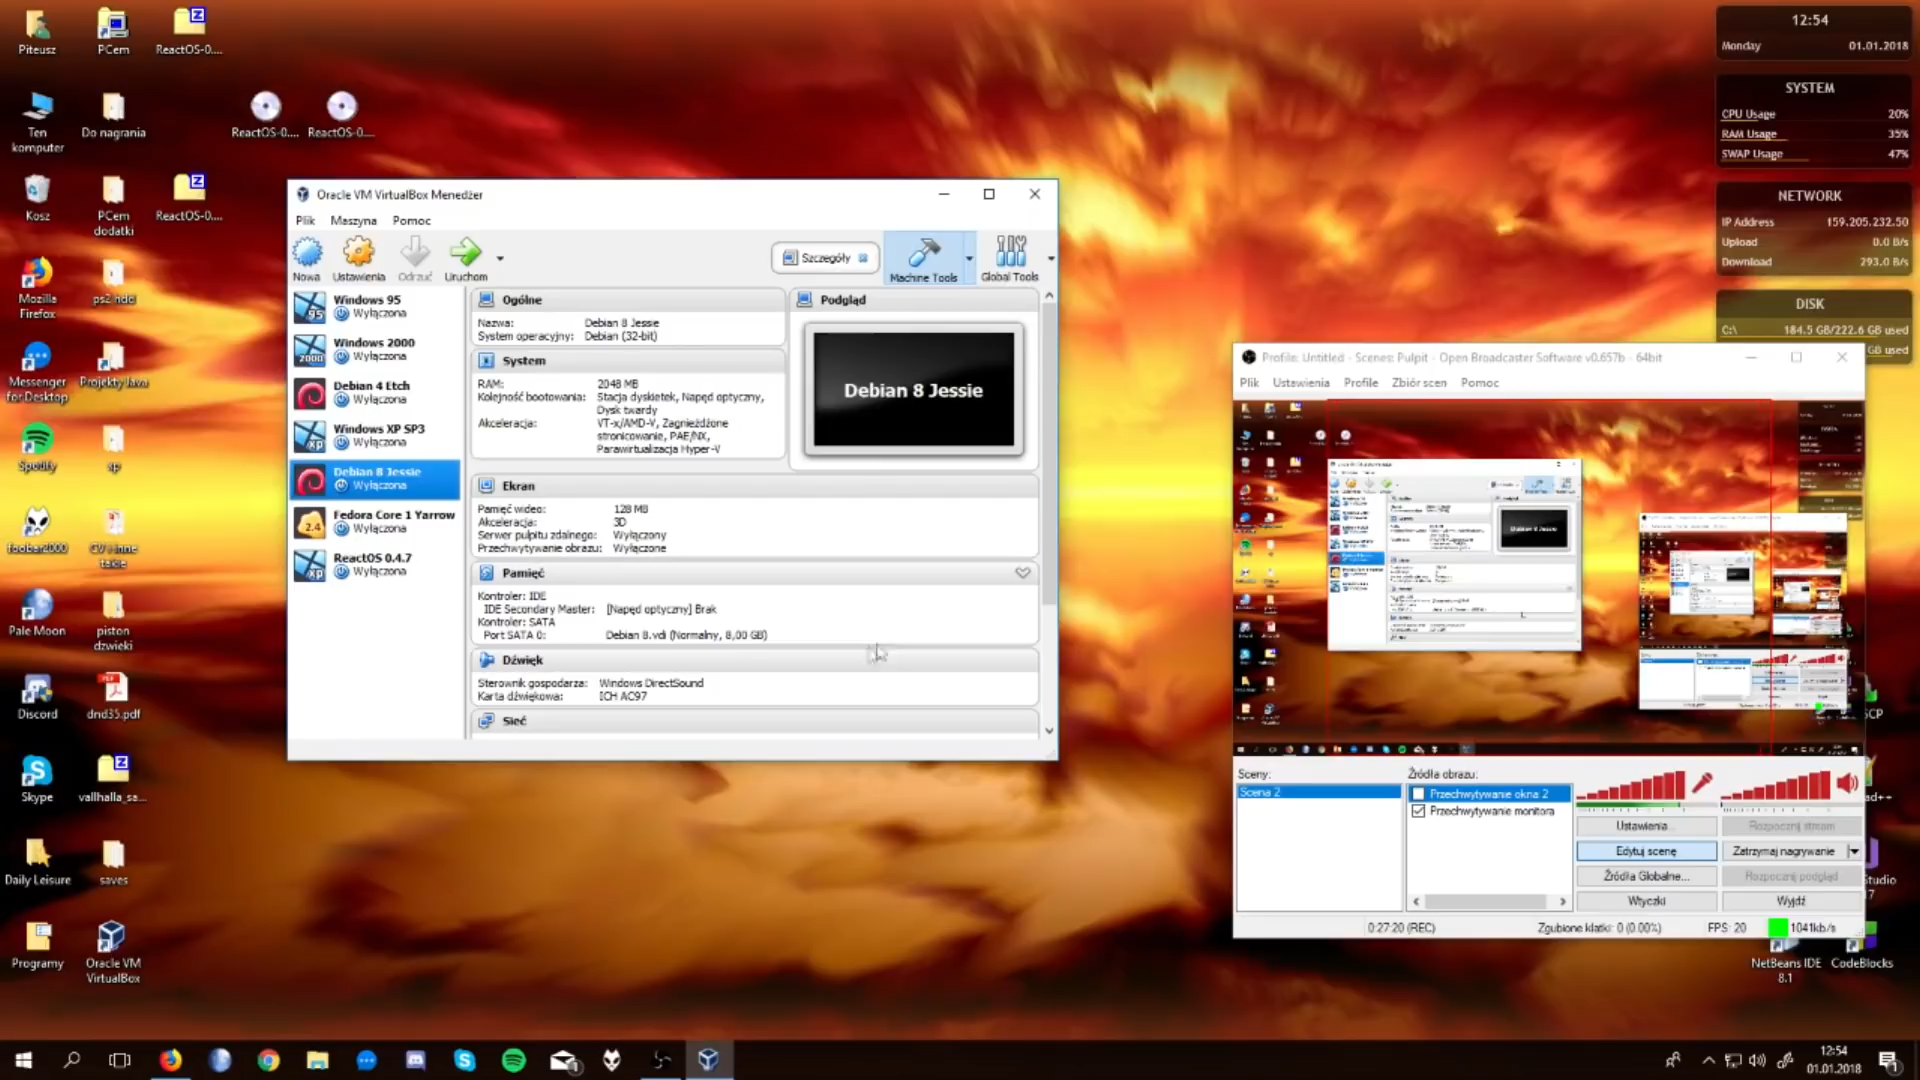 Piteusz
PCem
ReactOS-0....
Ten komputer
Do nagrania
ReactOS-0....
ReactOS-0....
Kosz
PCem dodatki
ReactOS-0....
Mozilla Firefox
ps2 hdd
Messenger for Desktop
Projekty Java
Spotify
xp
foobar2000
CV i inne takie
Pale Moon
piston dzwieki
Discord
dnd35.pdf
Skype
vallhalla_sa...
Daily Leisure
saves
Programy
Oracle VM VirtualBox
Oracle VM VirtualBox Menedżer
Plik Maszyna Pomoc
Nowa Ustawienia Odrzuć Uruchom
Szczegóły
Machine Tools
Global Tools
Windows 95
Wyłączona
Windows 2000
Wyłączona
Debian 4 Etch
Wyłączona
Windows XP SP3
Wyłączona
Debian 8 Jessie
Wyłączona
Fedora Core 1 Yarrow
Wyłączona
ReactOS 0.4.7
Wyłączona
Ogólne
Nazwa: Debian 8 Jessie
System operacyjny: Debian (32-bit)
System
RAM: 2048 MB
Kolejność bootowania: Stacja dyskietek, Napęd optyczny,
Dysk twardy
Akceleracja: VT-x/AMD-V, Zagnieżdżone
stronicowanie, PAE/NX,
Parawirtualizacja Hyper-V
Podgląd
Debian 8 Jessie
Ekran
Pamięć wideo: 128 MB
Akceleracja: 3D
Serwer pulpitu zdalnego: Wyłączony
Przechwytywanie obrazu: Wyłączone
Pamięć
Kontroler: IDE
IDE Secondary Master: [Napęd optyczny] Brak
Kontroler: SATA
Port SATA 0: Debian 8.vdi (Normalny, 8,00 GB)
Dźwięk
Sterownik gospodarza: Windows DirectSound
Karta dźwiękowa: ICH AC97
Sieć
12:54
Monday 01.01.2018
SYSTEM
CPU Usage 20%
RAM Usage 35%
SWAP Usage 47%
NETWORK
IP Address 159.205.232.50
Upload 0.0 B/s
Download 293.0 B/s
DISK
C:\ 184.5 GB/222.6 GB used
GB used
Profile: Untitled - Scenes: Pulpit - Open Broadcaster Software v0.657b - 64bit
Plik Ustawienia Profile Zbiór scen Pomoc
Sceny:
Scena 2
Źródła obrazu:
Przechwytywanie okna 2
Przechwytywanie monitora
Ustawienia...
Rozpocznij stream
Edytuj scenę
Zatrzymaj nagrywanie
Źródła Globalne...
Rozpocznij podgląd
Wtyczki
Wyjdź
0:27:20 (REC)
Zgubione klatki: 0 (0.00%)
FPS: 20
1041kb/s
SCP
ad++
Studio
7
NetBeans IDE 8.1
CodeBlocks
12:54
01.01.2018